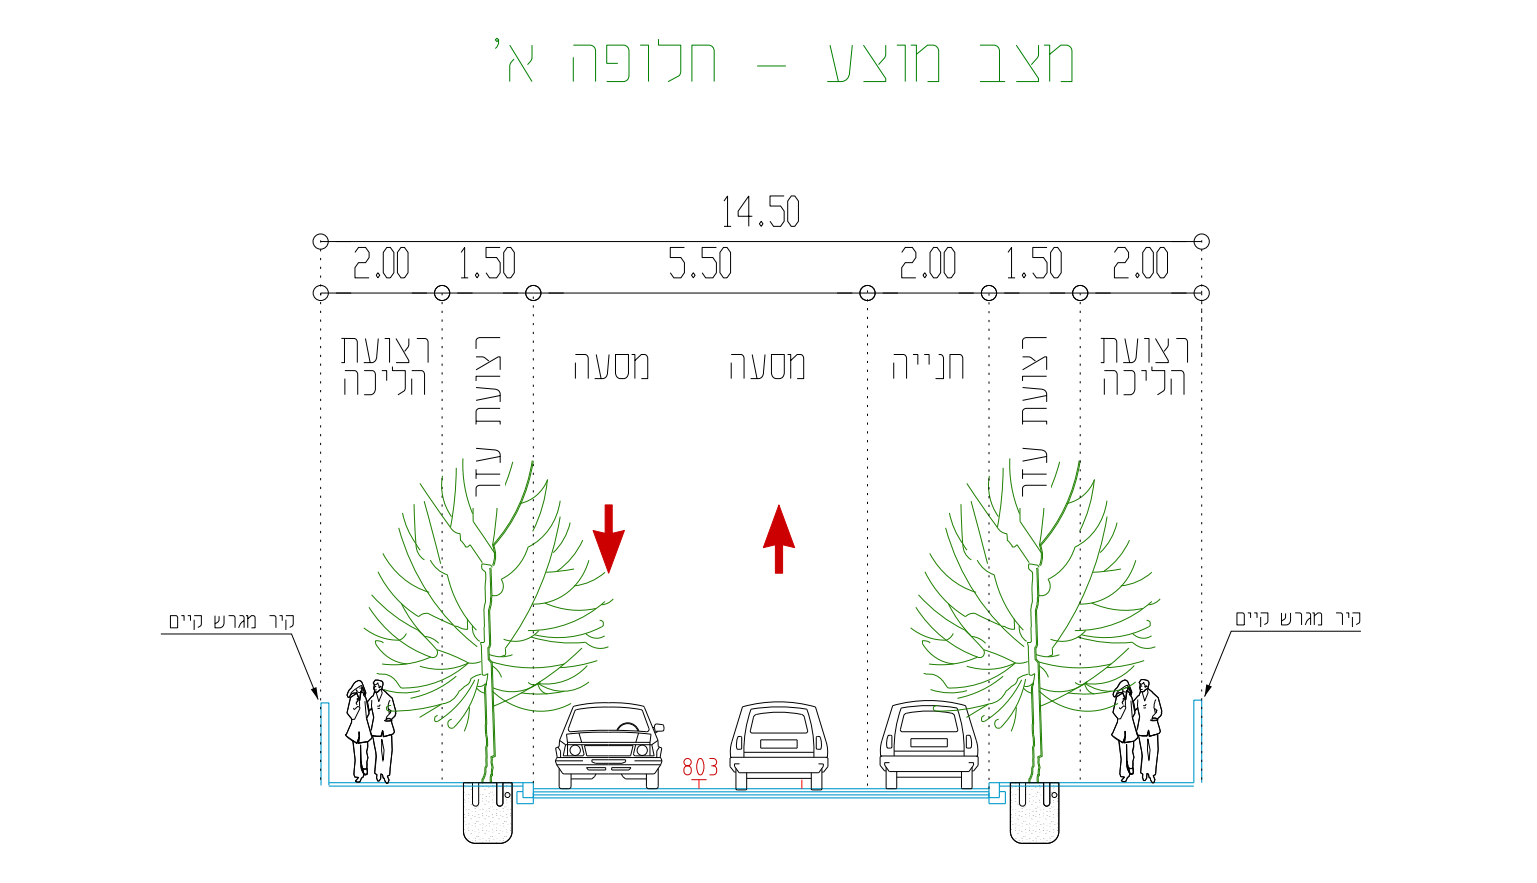 מצב מוצע – חלופה א'
14.50
2.00 1.50 5.50 2.00 1.50 2.00
רצועת
הליכה
רצועת עזר
מסעה
מסעה
חנייה
רצועת עזר
רצועת
הליכה
קיר מגרש קיים
קיר מגרש קיים
803